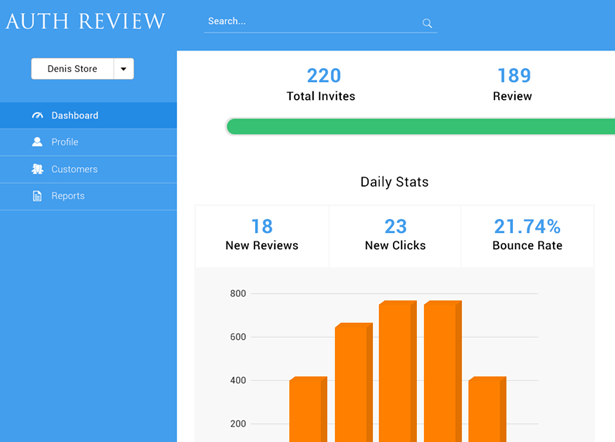 AUTH REVIEW
Search...
Denis Store
Dashboard
Profile
Customers
Reports
220
Total Invites
189
Review
Daily Stats
18
New Reviews
23
New Clicks
21.74%
Bounce Rate
800
600
400
200